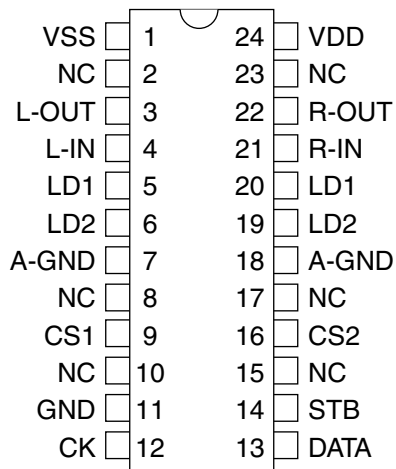 VSS 1 24 VDD
NC 2 23 NC
L-OUT 3 22 R-OUT
L-IN 4 21 R-IN
LD1 5 20 LD1
LD2 6 19 LD2
A-GND 7 18 A-GND
NC 8 17 NC
CS1 9 16 CS2
NC 10 15 NC
GND 11 14 STB
CK 12 13 DATA